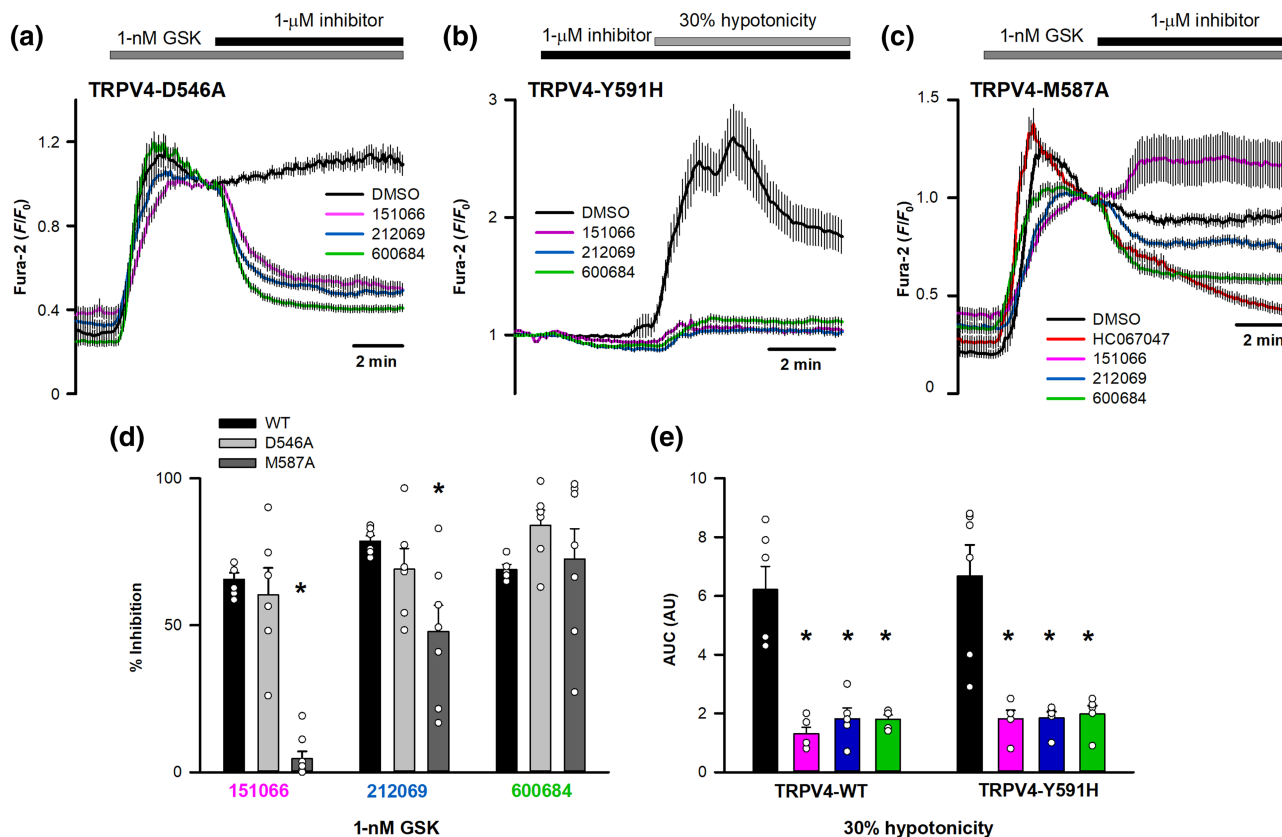 (a)
1-μM inhibitor
1-nM GSK
TRPV4-D546A
Fura-2 (F/F0)
1.2
0.8
0.4
0
DMSO
151066
212069
600684
2 min
(b)
30% hypotonicity
1-μM inhibitor
TRPV4-Y591H
Fura-2 (F/F0)
3
2
1
DMSO
151066
212069
600684
2 min
(c)
1-μM inhibitor
1-nM GSK
TRPV4-M587A
Fura-2 (F/F0)
1.5
1.0
0.5
0
DMSO
HC067047
151066
212069
600684
2 min
(d)
WT
D546A
M587A
% Inhibition
100
50
0
*
*
151066 212069 600684
1-nM GSK
(e)
AUC (AU)
10
8
6
4
2
0
* * * * * *
TRPV4-WT TRPV4-Y591H
30% hypotonicity